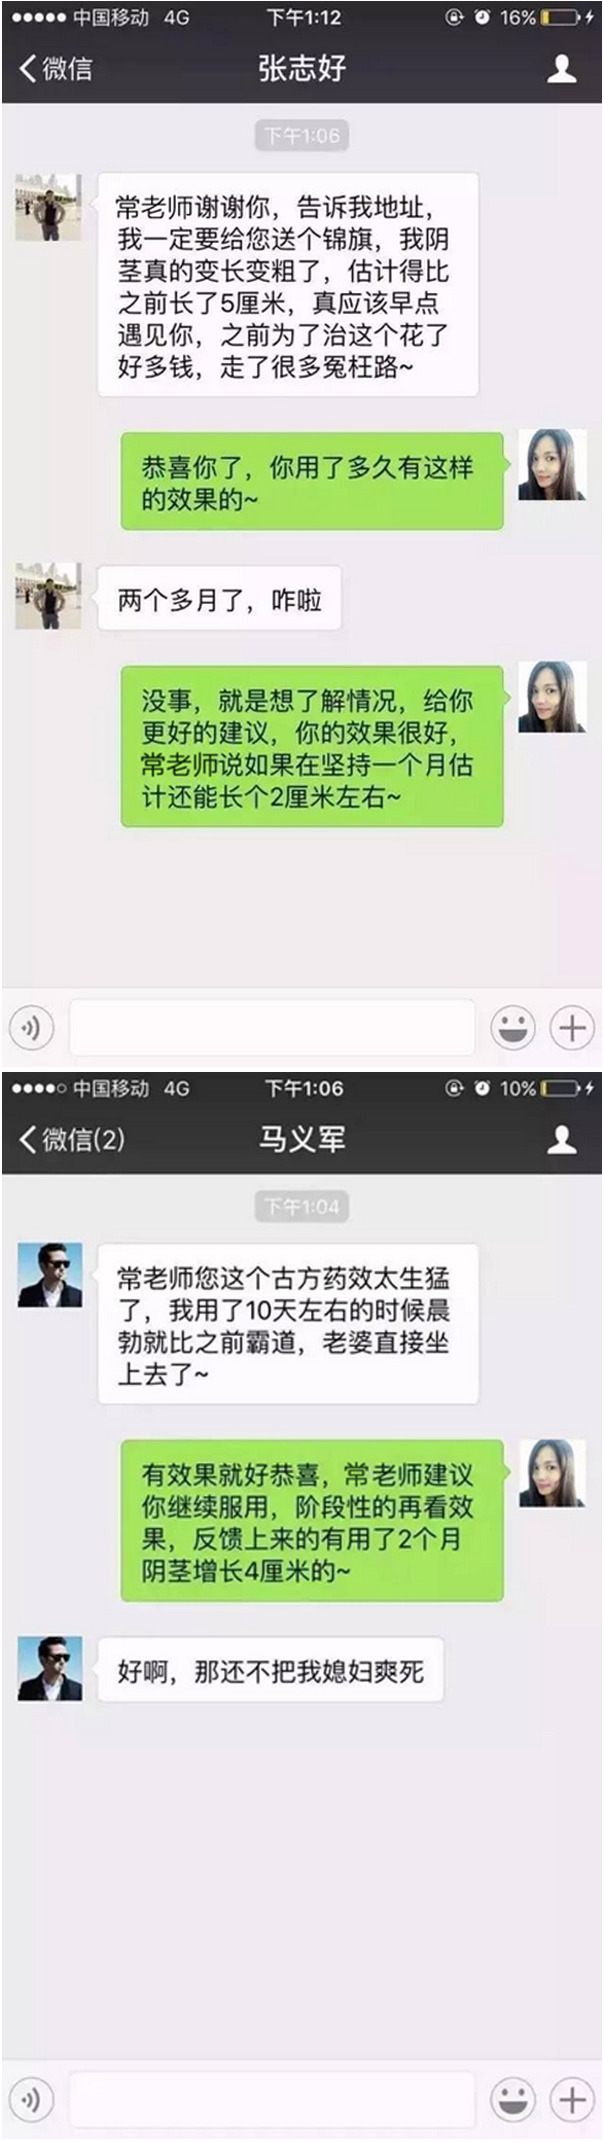 中国移动 4G 下午1:12 16%
微信 张志好
下午1:06
常老师谢谢你，告诉我地址，
我一定要给您送个锦旗，我阴
茎真的变长变粗了，估计得比
之前长了5厘米，真应该早点
遇见你，之前为了治这个花了
好多钱，走了很多冤枉路~
恭喜你了，你用了多久有这样
的效果的~
两个多月了，咋啦
没事，就是想了解情况，给你
更好的建议，你的效果很好，
常老师说如果在坚持一个月估
计还能长个2厘米左右~
中国移动 4G 下午1:06 10%
微信(2) 马义军
下午1:04
常老师您这个古方药效太生猛
了，我用了10天左右的时候晨
勃就比之前霸道，老婆直接坐
上去了~
有效果就好恭喜，常老师建议
你继续服用，阶段性的再看效
果，反馈上来的有用了2个月
阴茎增长4厘米的~
好啊，那还不把我媳妇爽死